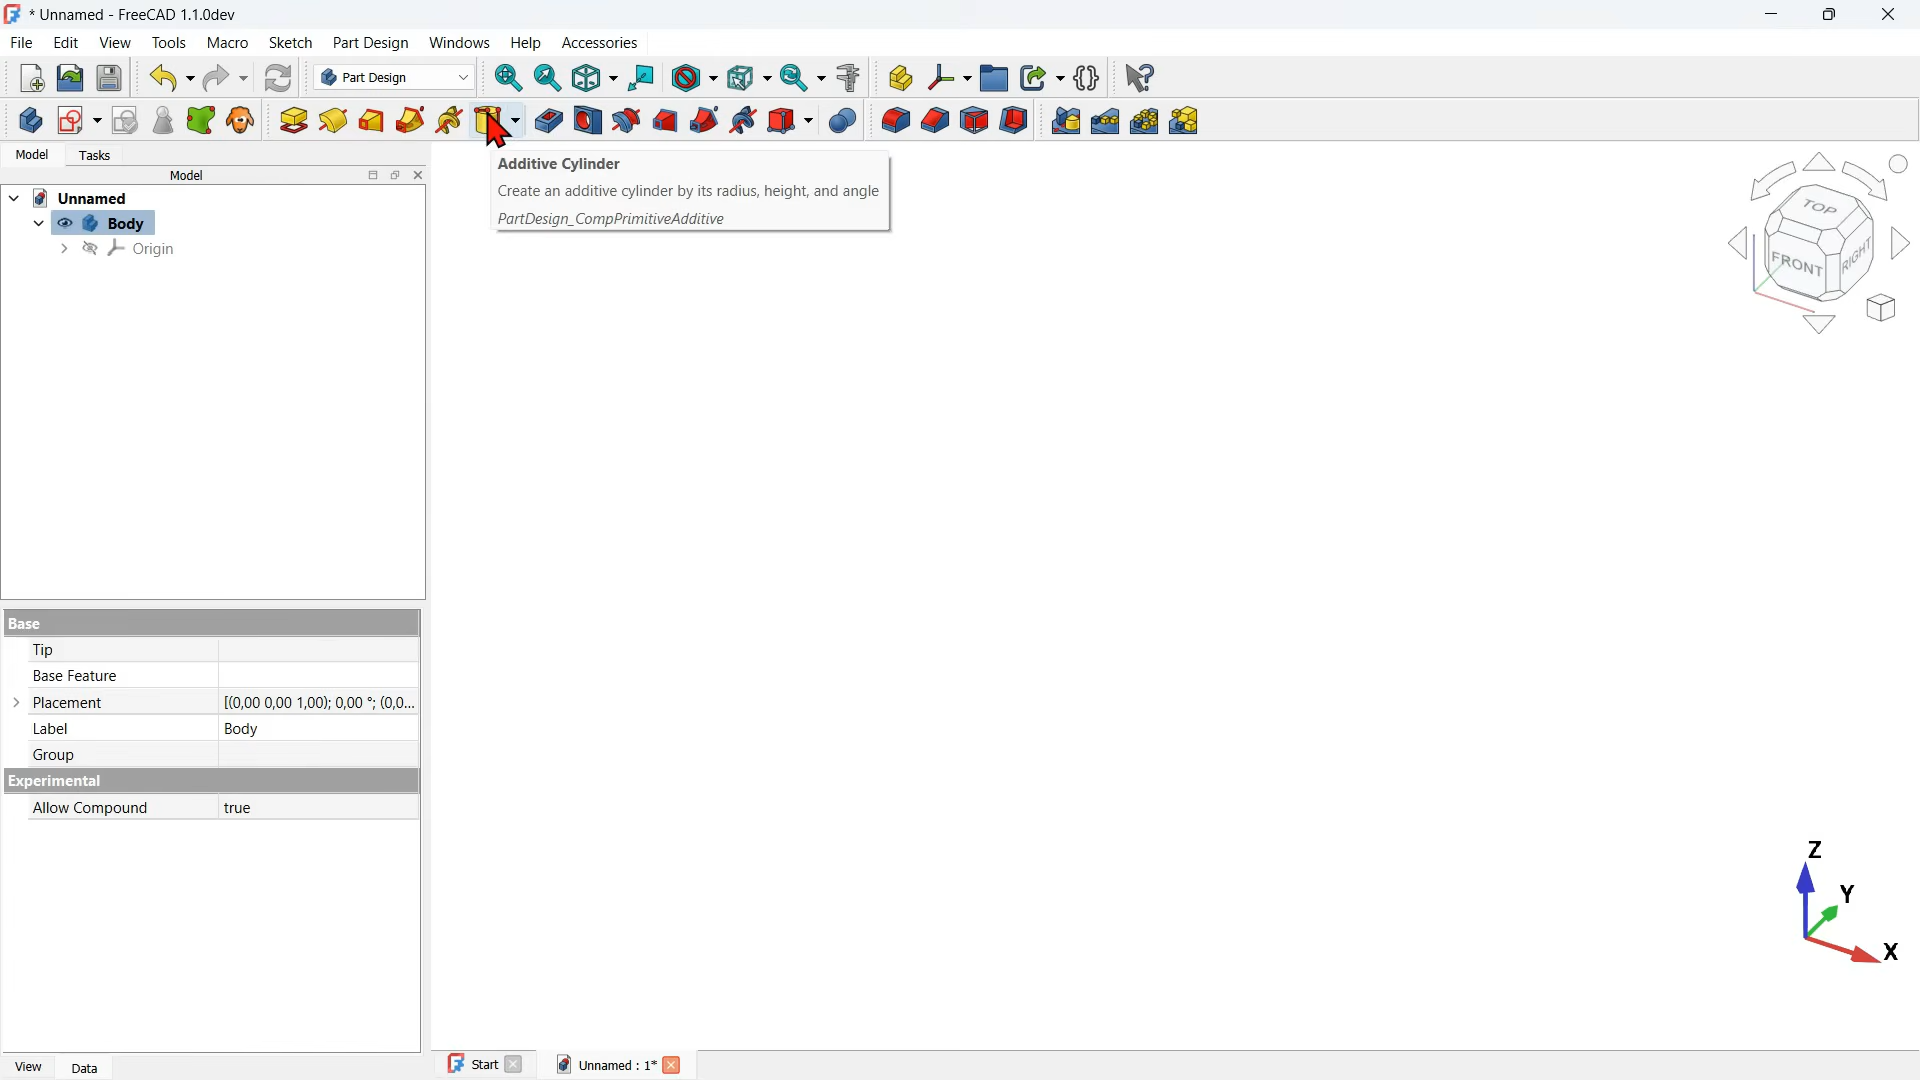 * Unnamed - FreeCAD 1.1.0dev
File Edit View Tools Macro Sketch Part Design Windows Help Accessories
Part Design
Model Tasks
Model
Additive Cylinder
Create an additive cylinder by its radius, height, and angle
PartDesign_CompPrimitiveAdditive
Unnamed
Body
Origin
TOP
FRONT RIGHT
Base
Tip
Base Feature
Placement [(0,00 0,00 1,00); 0,00 °; (0,0...
Label Body
Group
Experimental
Allow Compound true
Z
Y
X
View Data
Start Unnamed : 1*